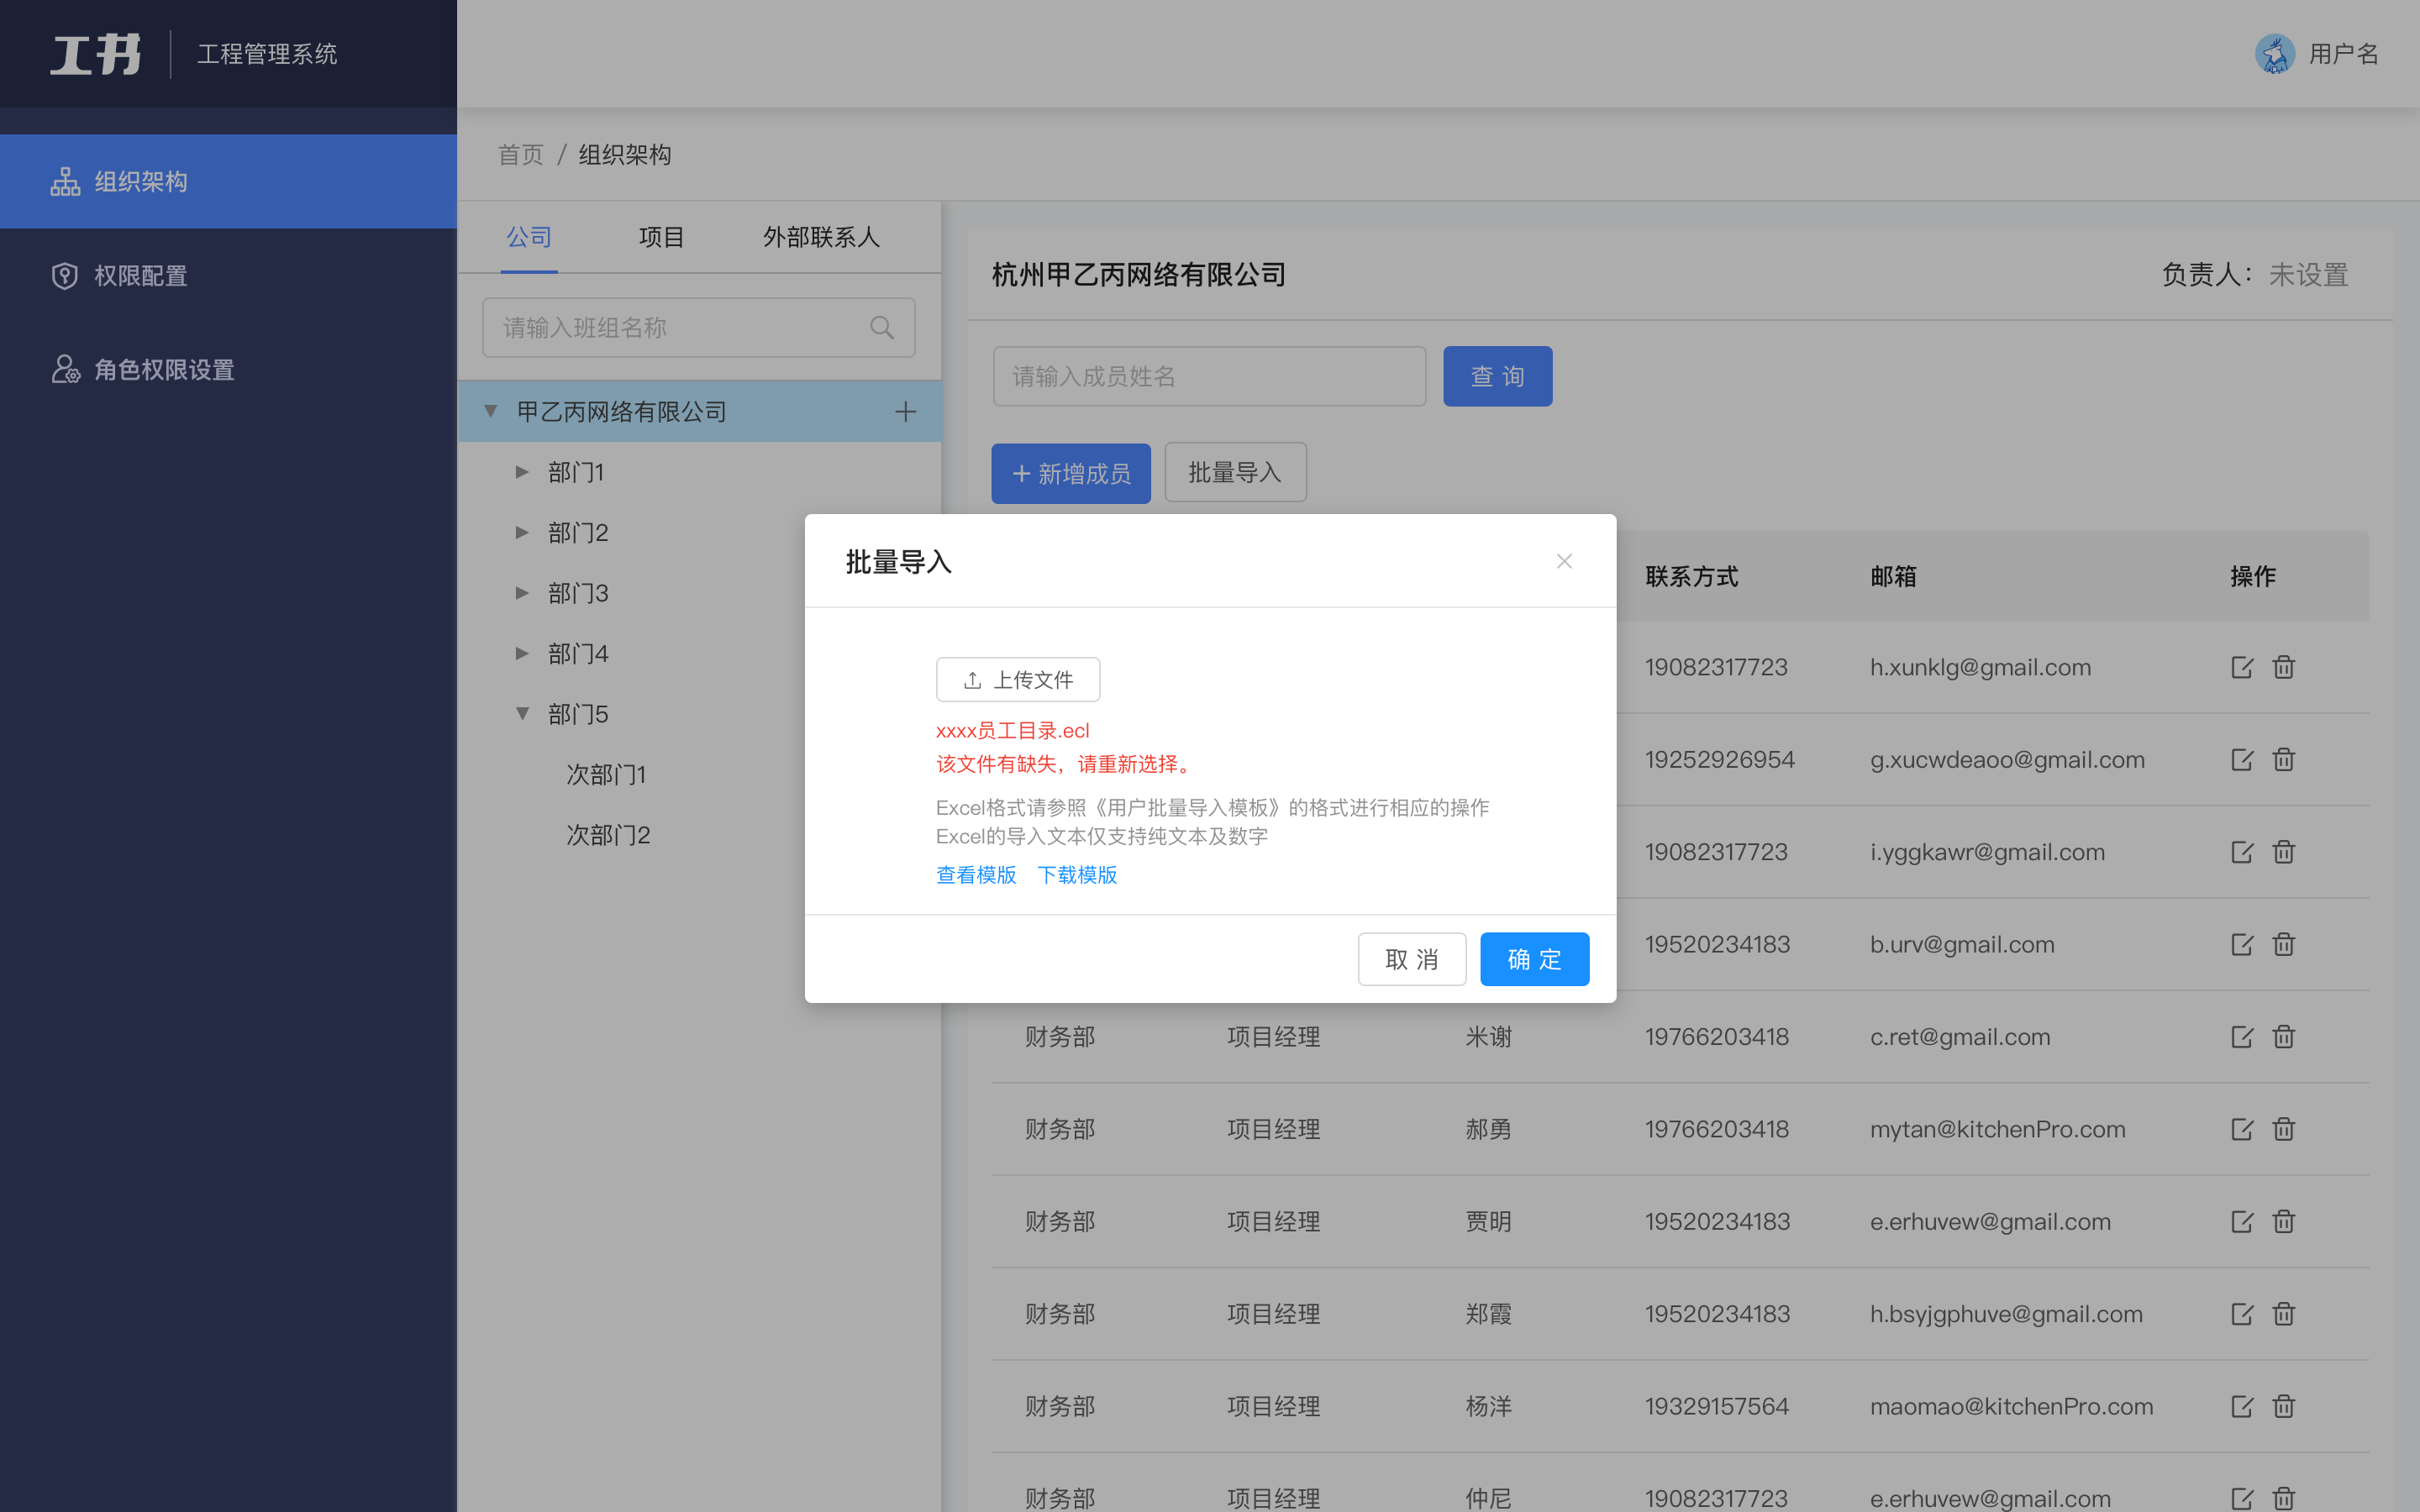 工书
工程管理系统
用户名
组织架构
权限配置
角色权限设置
首页 / 组织架构
公司 项目 外部联系人
请输入班组名称
甲乙丙网络有限公司
部门1
部门2
部门3
部门4
部门5
次部门1
次部门2
杭州甲乙丙网络有限公司
负责人：未设置
请输入成员姓名
查 询
新增成员
批量导入
批量导入
上传文件
xxxx员工目录.ecl
该文件有缺失，请重新选择。
Excel格式请参照《用户批量导入模板》的格式进行相应的操作
Excel的导入文本仅支持纯文本及数字
查看模版 下载模版
取 消
确 定
联系方式 邮箱 操作
19082317723 h.xunklg@gmail.com
19252926954 g.xucwdeaoo@gmail.com
19082317723 i.yggkawr@gmail.com
19520234183 b.urv@gmail.com
财务部 项目经理 米谢 19766203418 c.ret@gmail.com
财务部 项目经理 郝勇 19766203418 mytan@kitchenPro.com
财务部 项目经理 贾明 19520234183 e.erhuvew@gmail.com
财务部 项目经理 郑霞 19520234183 h.bsyjgphuve@gmail.com
财务部 项目经理 杨洋 19329157564 maomao@kitchenPro.com
财务部 项目经理 仲尼 19082317723 e.erhuvew@gmail.com